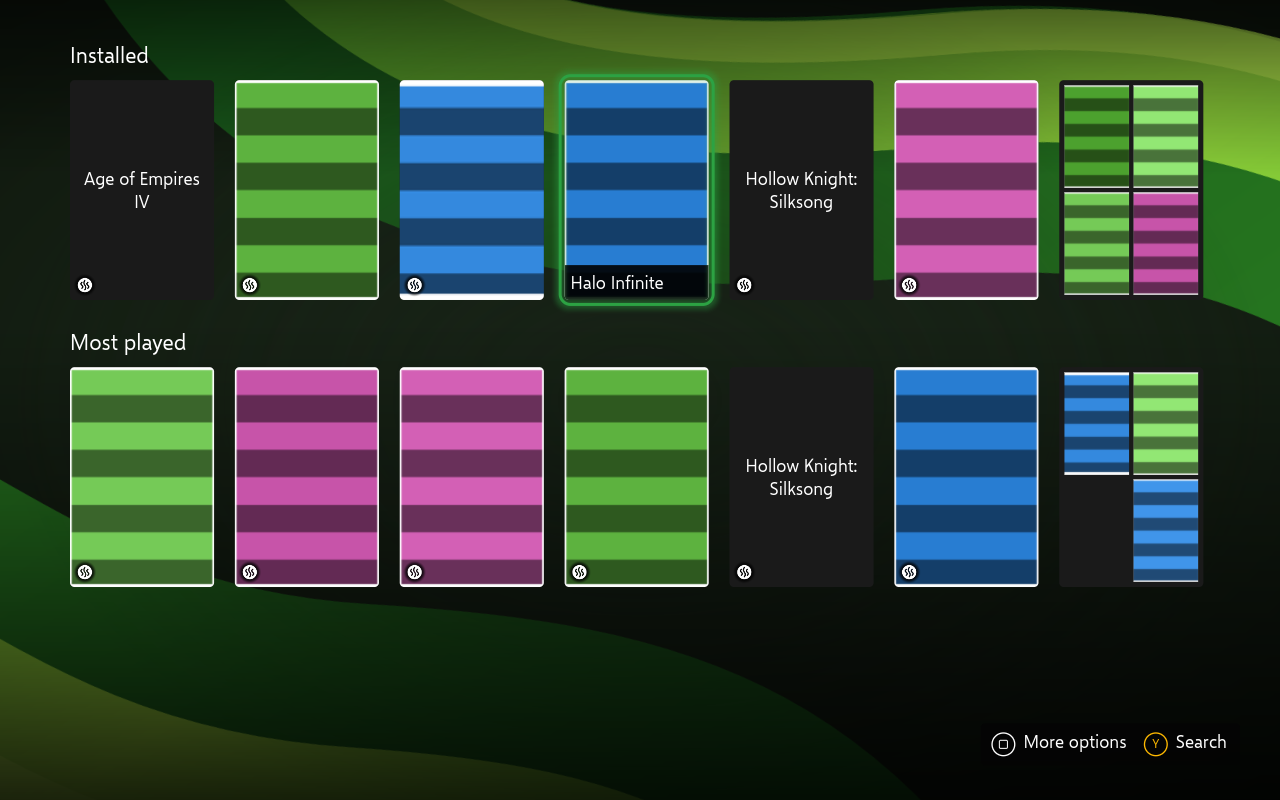 Installed
Age of Empires
IV
Halo Infinite
Hollow Knight:
Silksong
Most played
Hollow Knight:
Silksong
More options
Y
Search